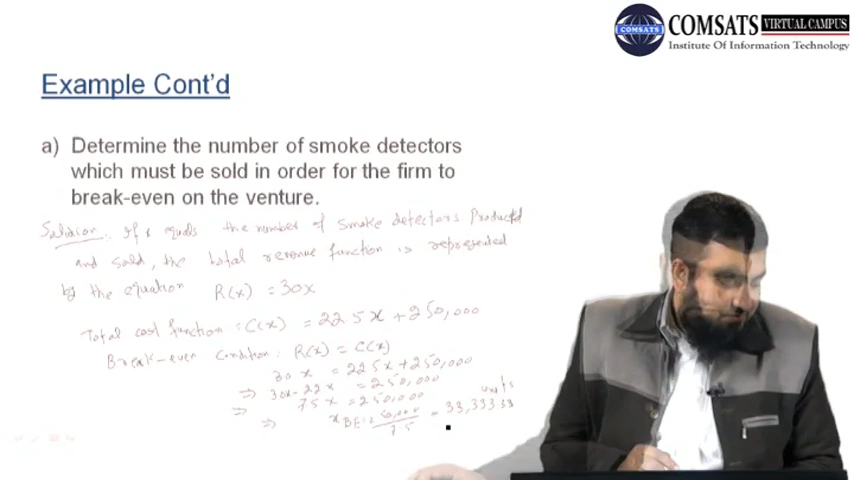 COMSATS VIRTUAL CAMPUS
COMSATS
Institute Of Information Technology
Example Cont'd
a) Determine the number of smoke detectors
which must be sold in order for the firm to
break-even on the venture.
Solution: If x equals the number of smoke detectors Produced
and sold, the total revenue function is represented
by the equation R(x) = 30x
Total cost function: C(x) = 22.5x + 250,000
Break-even condition: R(x) = C(x)
30x = 22.5x + 250,000
⇒ 30x - 22x = 250,000
⇒ 7.5x = 250,000
⇒ x BE = 250,000 / 7.5 = 33,333.33 units